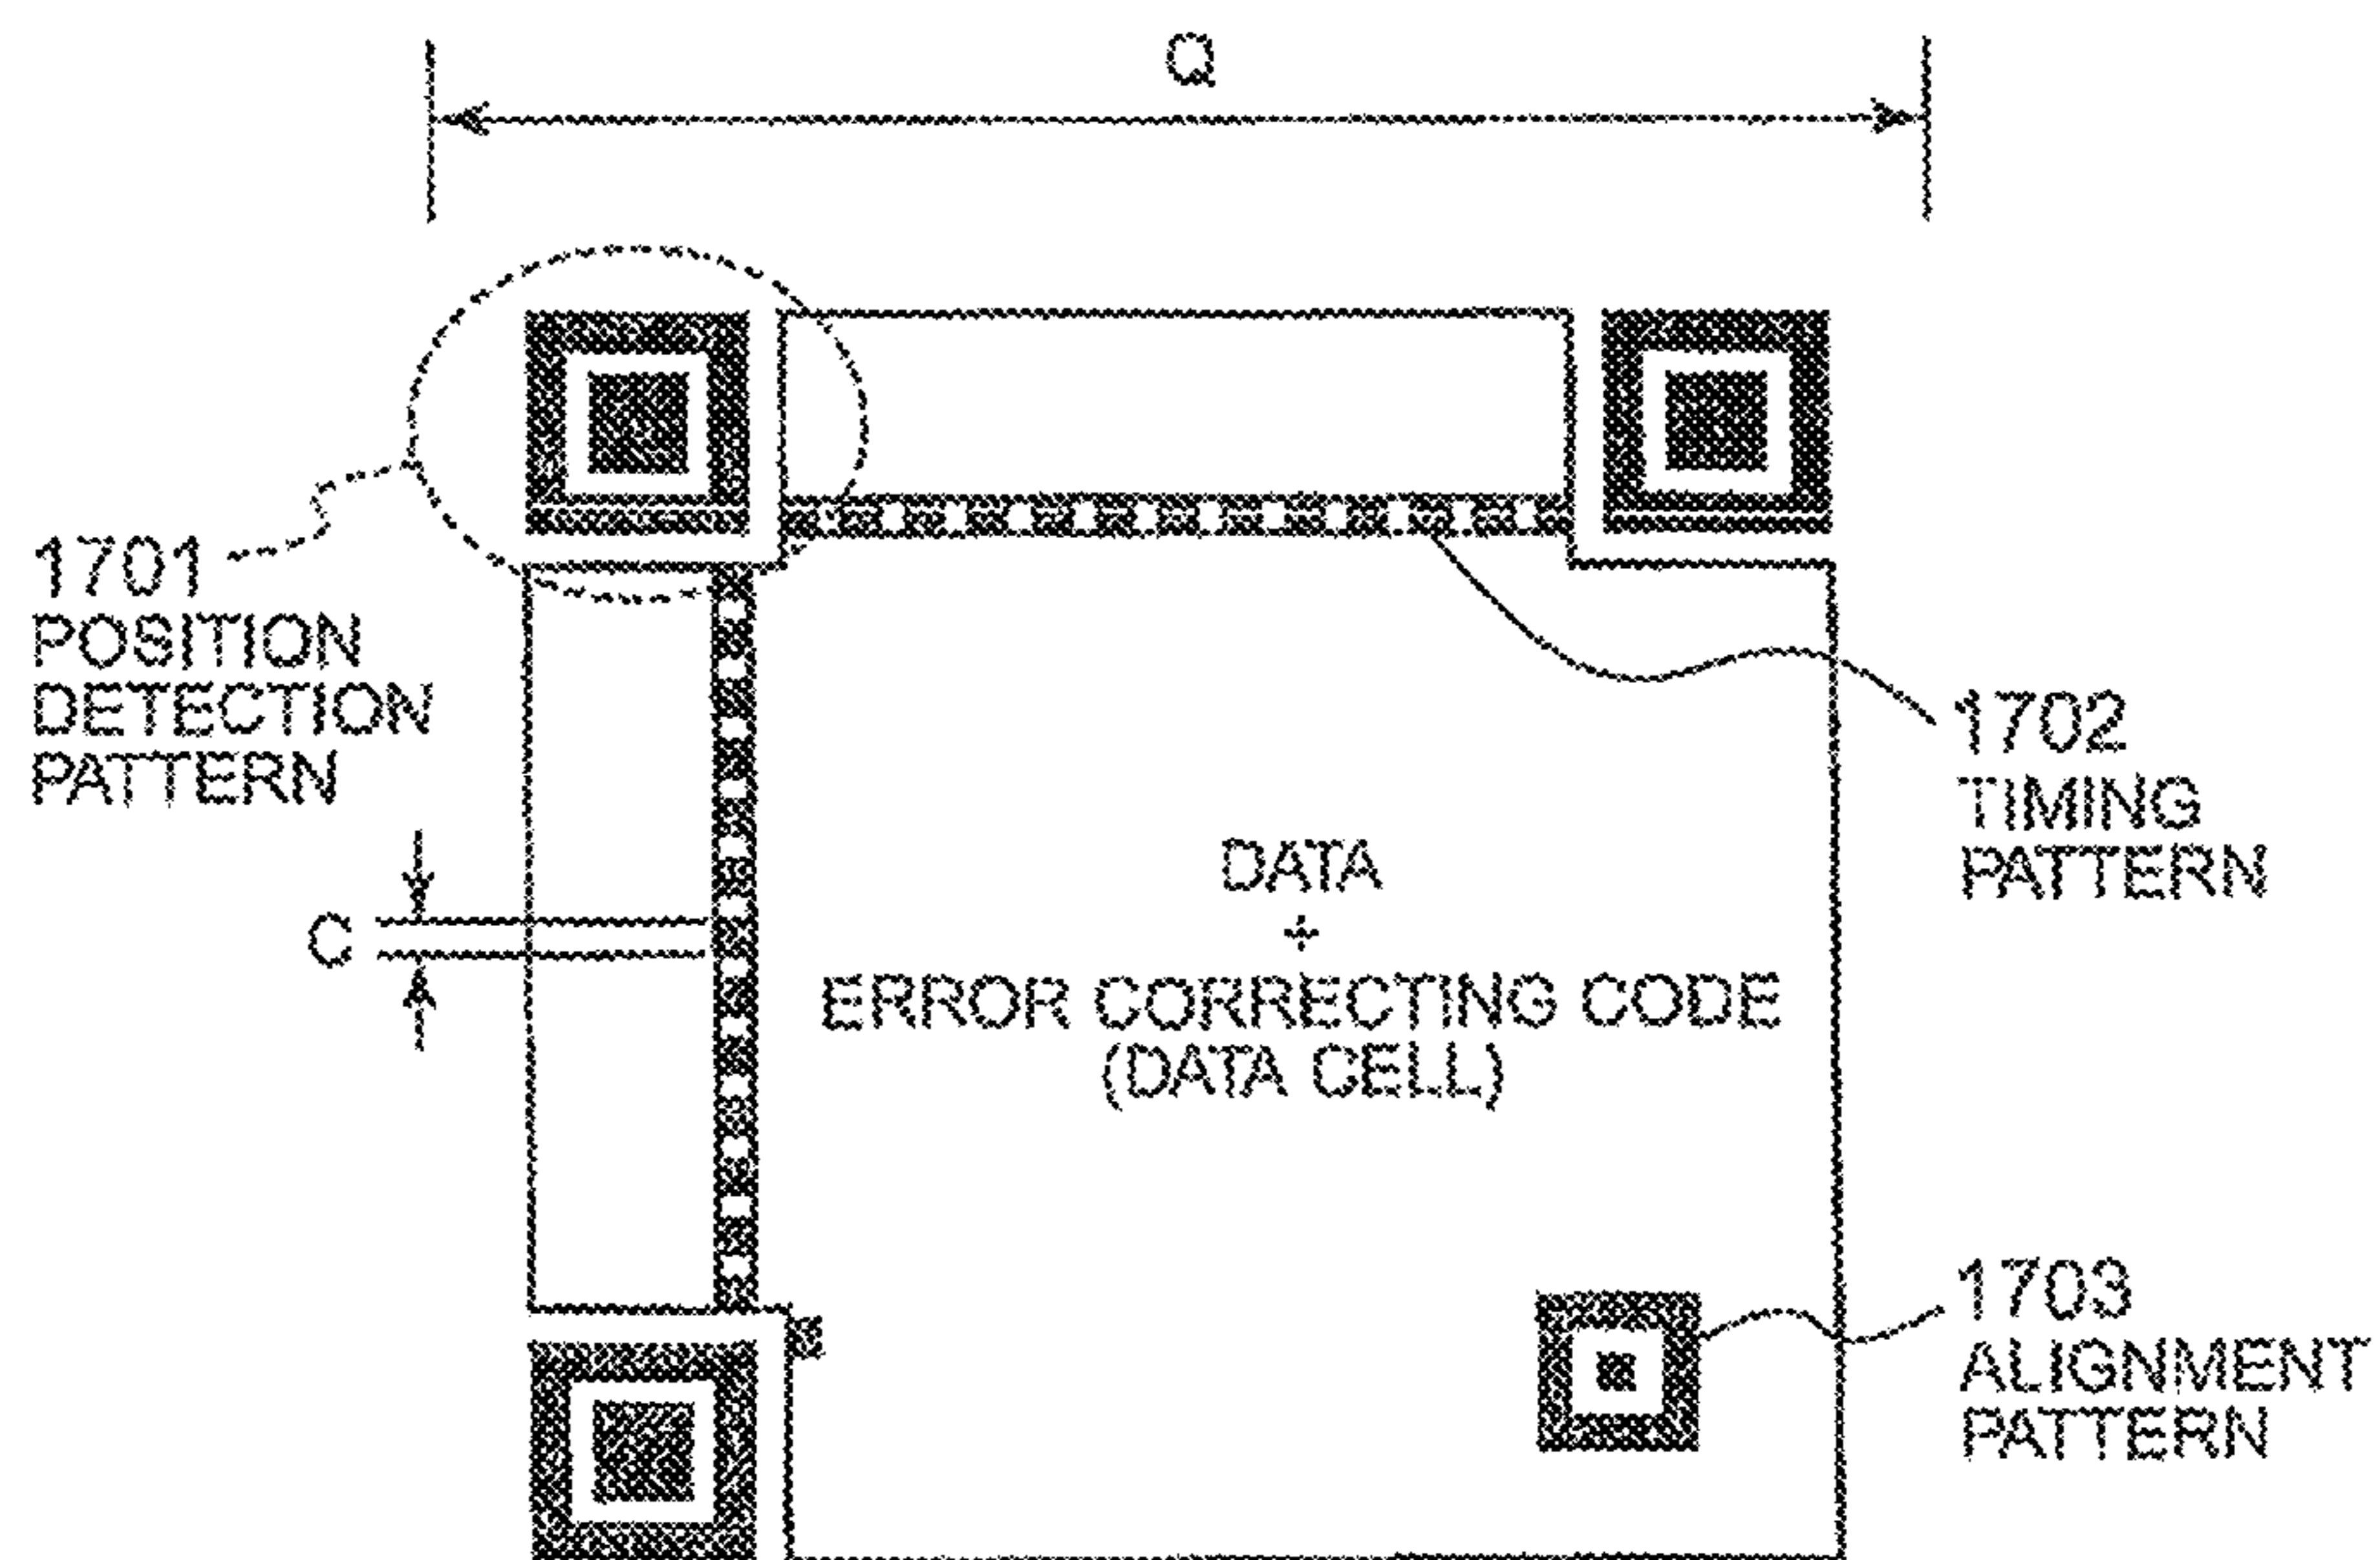 Q
1701
POSITION
DETECTION
PATTERN
1702
TIMING
PATTERN
C
DATA
+
ERROR CORRECTING CODE
(DATA CELL)
1703
ALIGNMENT
PATTERN